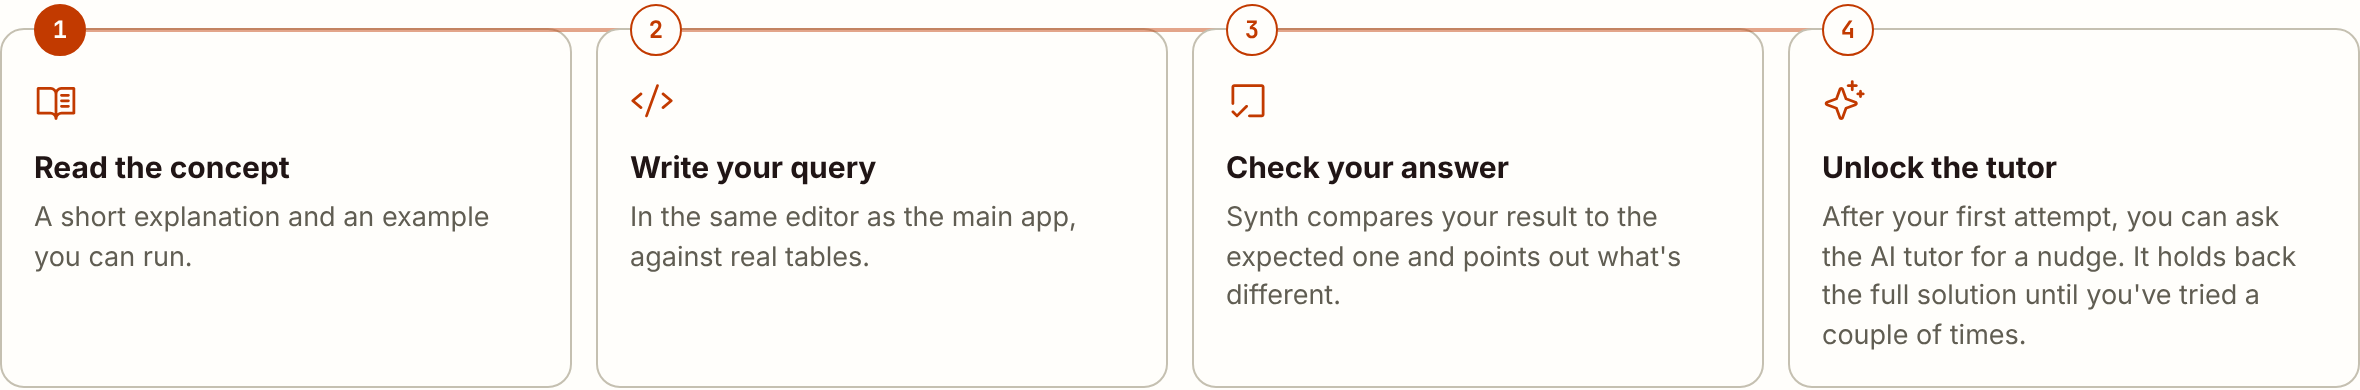 1
Read the concept
A short explanation and an example
you can run.
2
Write your query
In the same editor as the main app,
against real tables.
3
Check your answer
Synth compares your result to the
expected one and points out what's
different.
4
Unlock the tutor
After your first attempt, you can ask
the AI tutor for a nudge. It holds back
the full solution until you've tried a
couple of times.